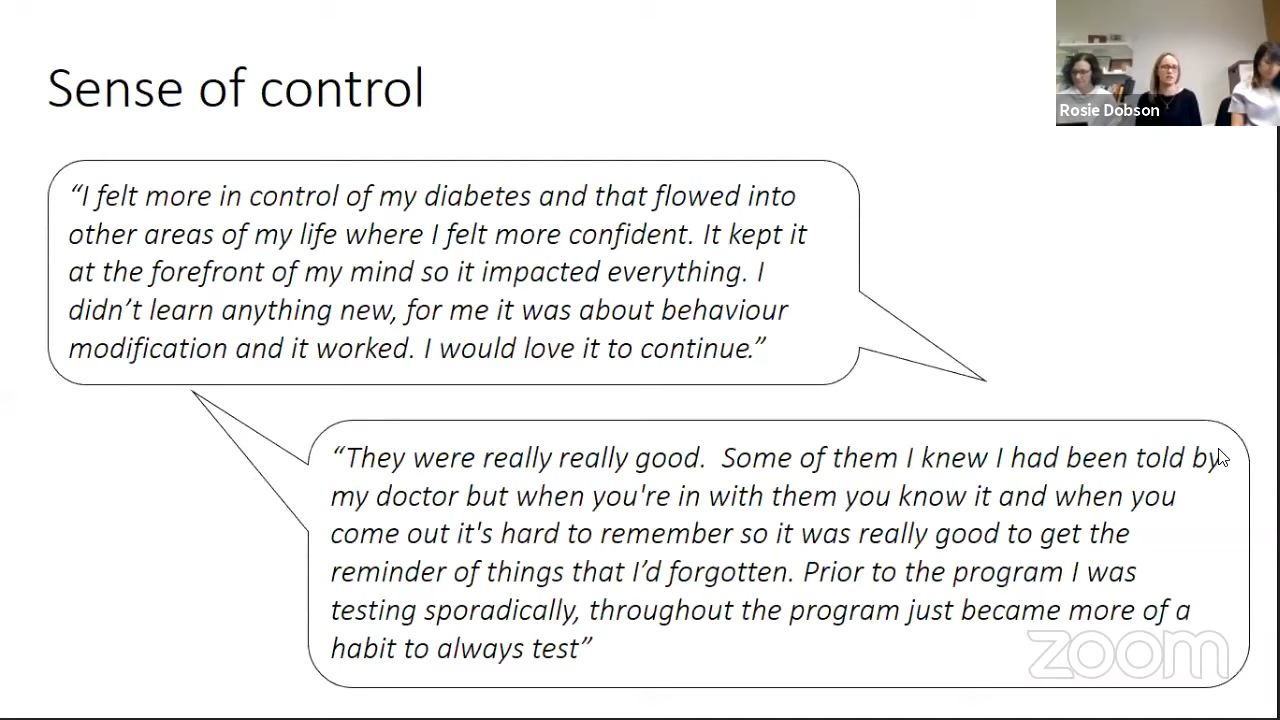 Sense of control
Rosie Dobson
“I felt more in control of my diabetes and that flowed into
other areas of my life where I felt more confident. It kept it
at the forefront of my mind so it impacted everything. I
didn’t learn anything new, for me it was about behaviour
modification and it worked. I would love it to continue.”
“They were really really good.  Some of them I knew I had been told by
my doctor but when you're in with them you know it and when you
come out it's hard to remember so it was really good to get the
reminder of things that I’d forgotten. Prior to the program I was
testing sporadically, throughout the program just became more of a
habit to always test”
zoom